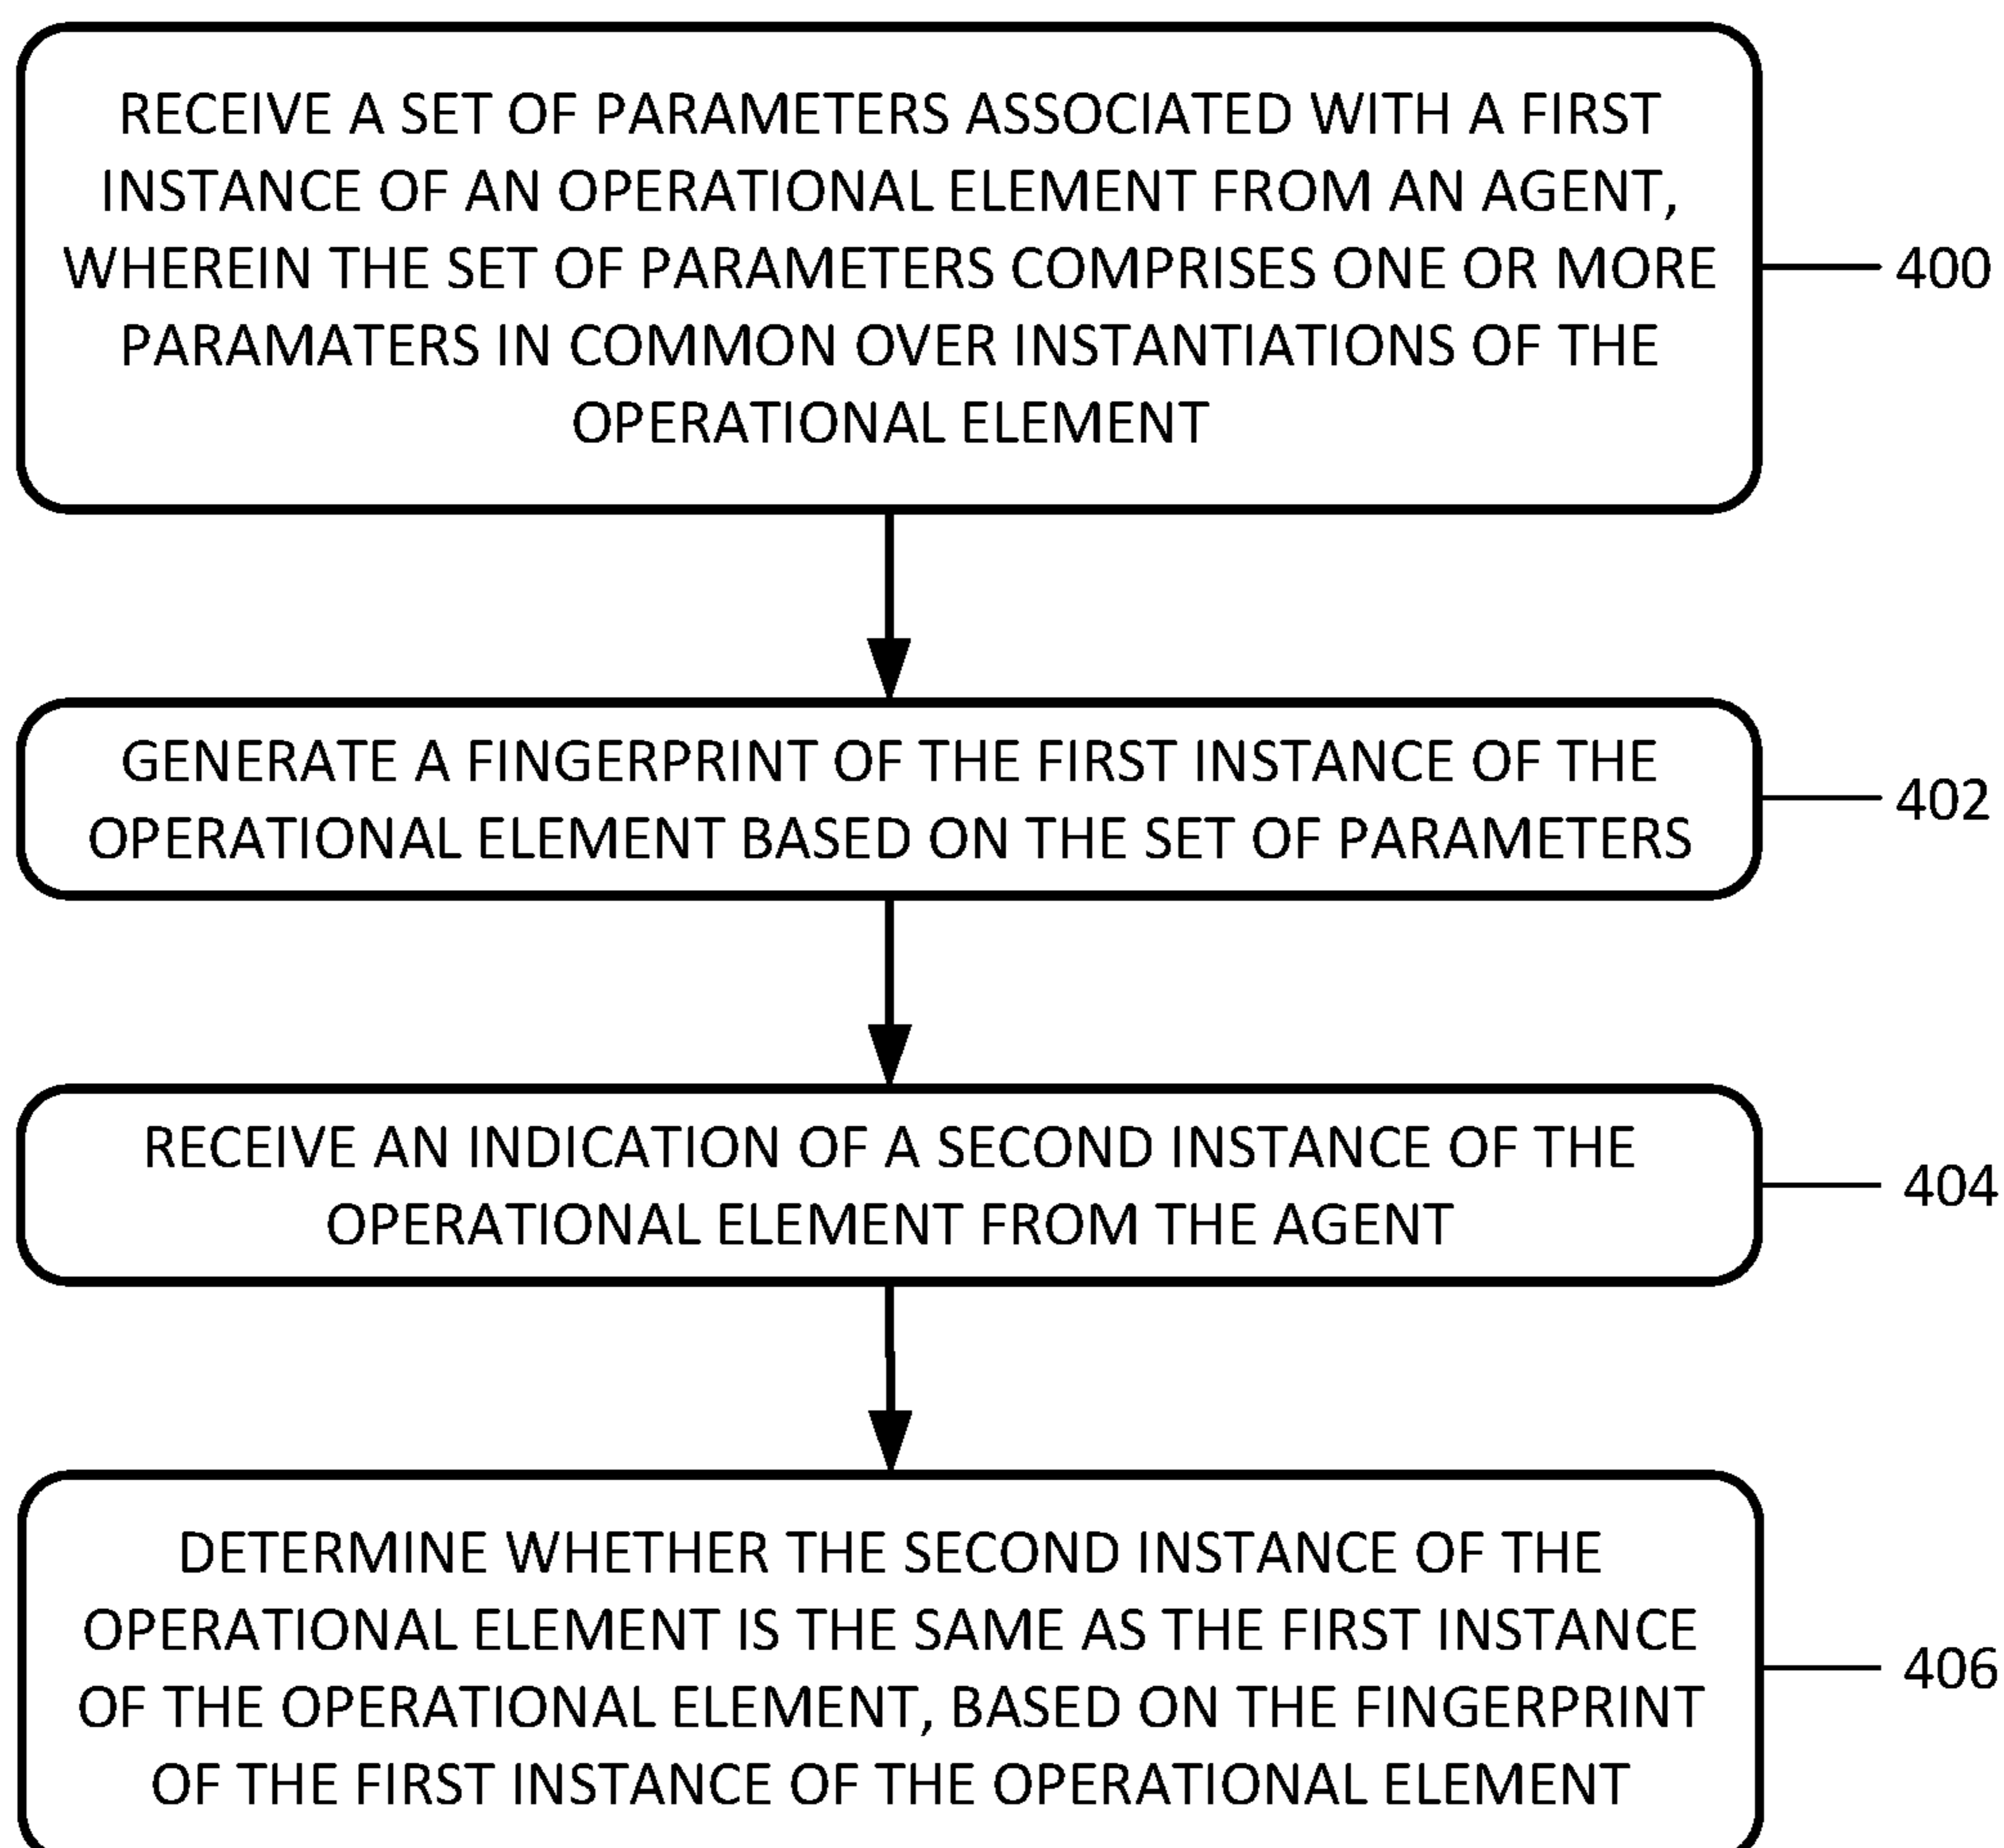 RECEIVE A SET OF PARAMETERS ASSOCIATED WITH A FIRST
INSTANCE OF AN OPERATIONAL ELEMENT FROM AN AGENT,
WHEREIN THE SET OF PARAMETERS COMPRISES ONE OR MORE
PARAMATERS IN COMMON OVER INSTANTIATIONS OF THE
OPERATIONAL ELEMENT
400
GENERATE A FINGERPRINT OF THE FIRST INSTANCE OF THE
OPERATIONAL ELEMENT BASED ON THE SET OF PARAMETERS
402
RECEIVE AN INDICATION OF A SECOND INSTANCE OF THE
OPERATIONAL ELEMENT FROM THE AGENT
404
DETERMINE WHETHER THE SECOND INSTANCE OF THE
OPERATIONAL ELEMENT IS THE SAME AS THE FIRST INSTANCE
OF THE OPERATIONAL ELEMENT, BASED ON THE FINGERPRINT
OF THE FIRST INSTANCE OF THE OPERATIONAL ELEMENT
406